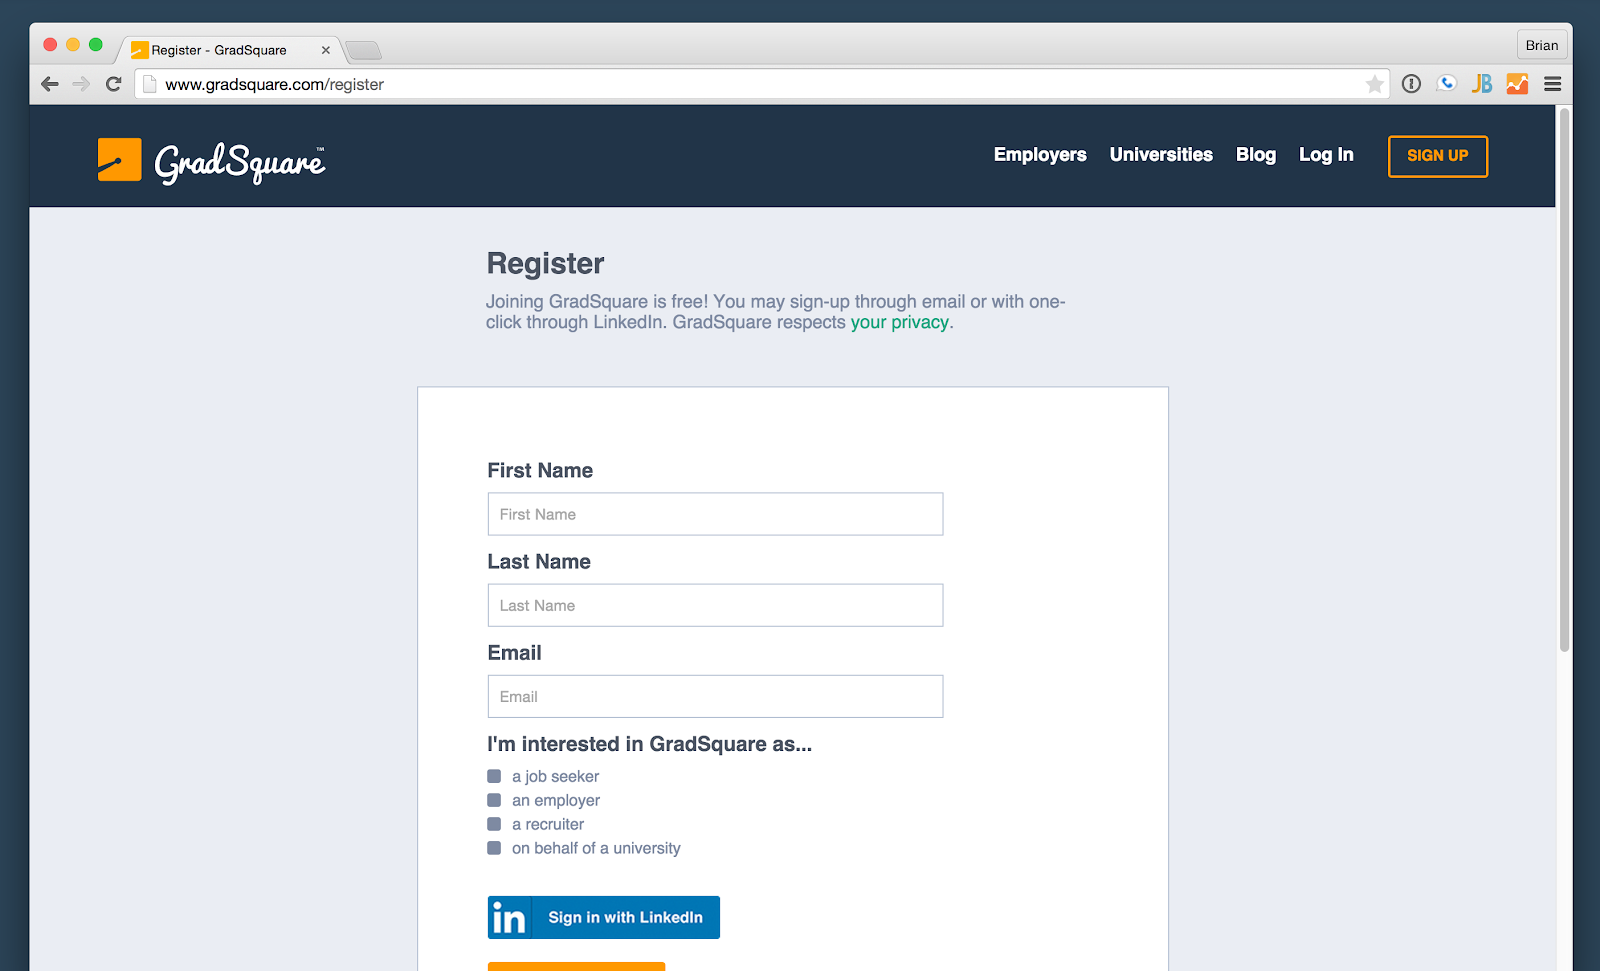 Register - GradSquare
Brian
www.gradsquare.com/register
JB
GradSquare™
Employers
Universities
Blog
Log In
SIGN UP
Register
Joining GradSquare is free! You may sign-up through email or with one-
click through LinkedIn. GradSquare respects your privacy.
First Name
First Name
Last Name
Last Name
Email
Email
I'm interested in GradSquare as...
a job seeker
an employer
a recruiter
on behalf of a university
in Sign in with LinkedIn